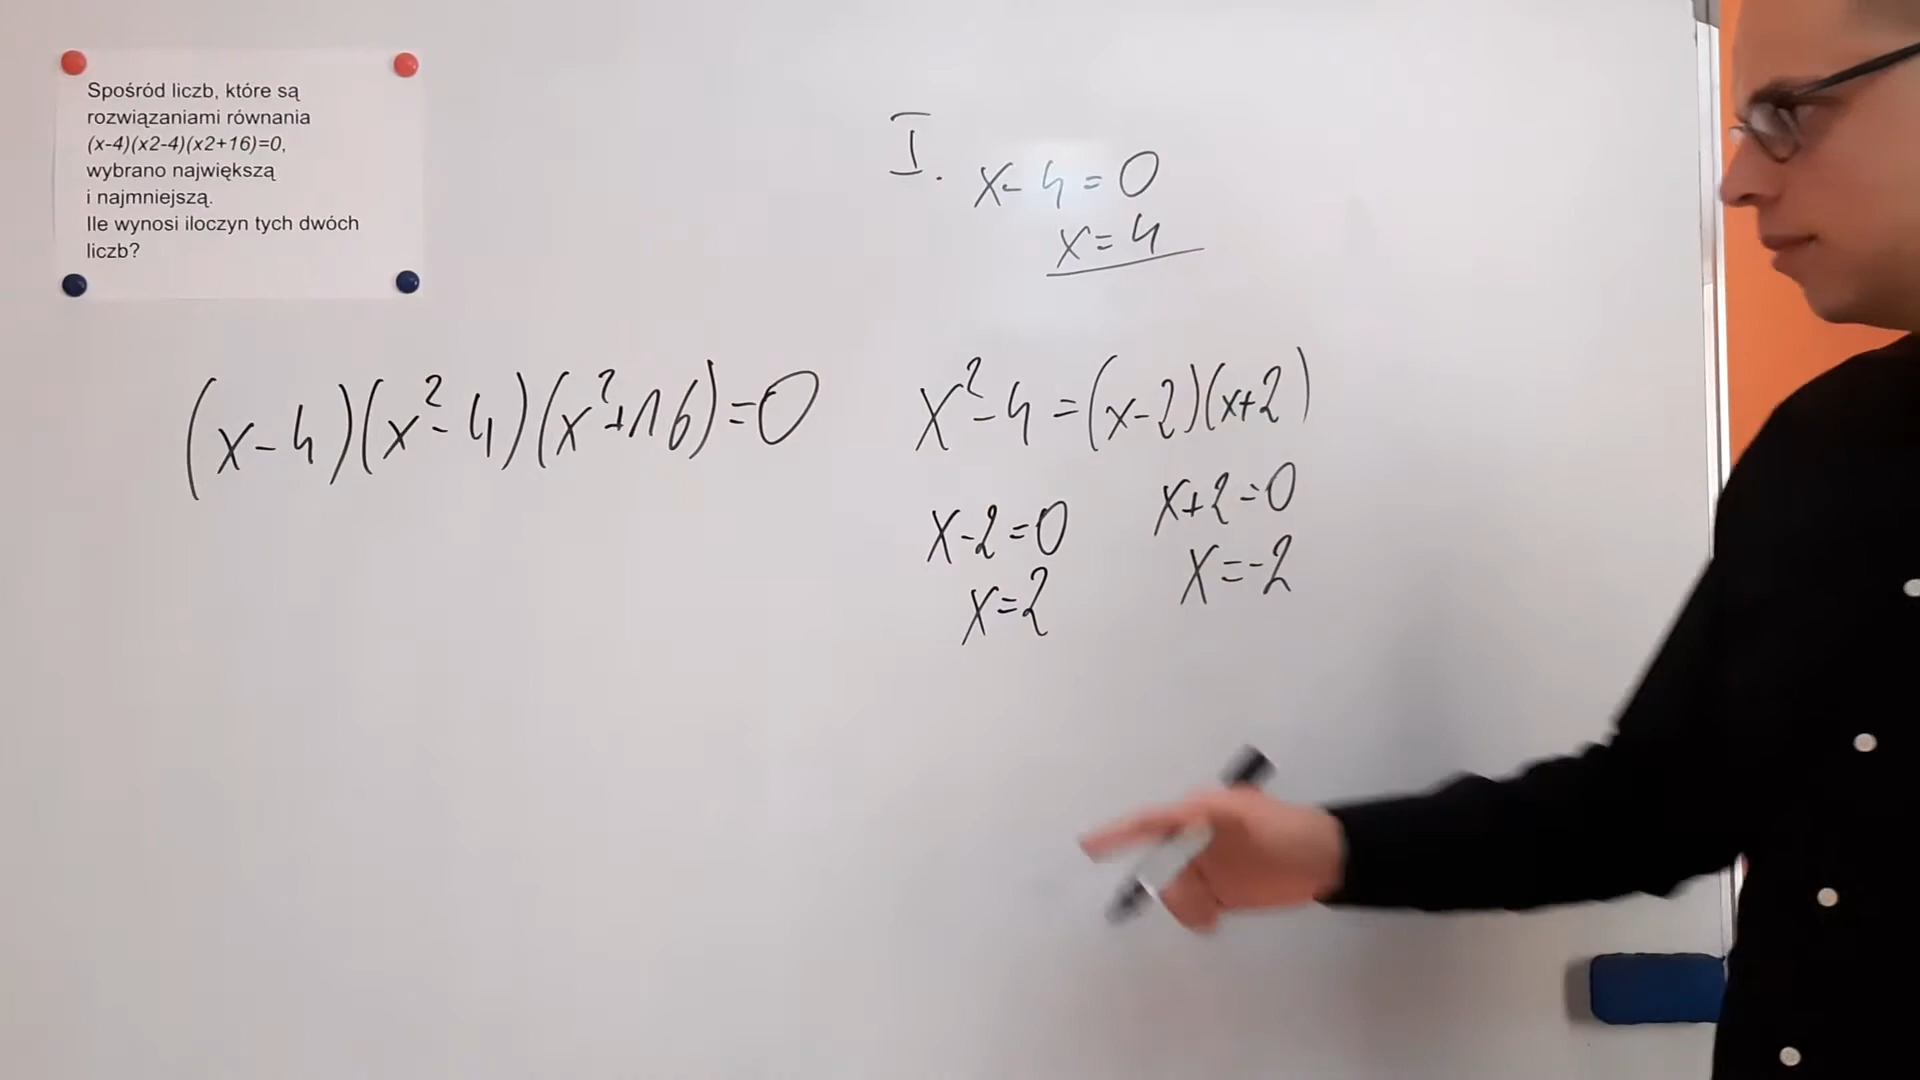 Spośród liczb, które są
rozwiązaniami równania
(x-4)(x2-4)(x2+16)=0,
wybrano największą
i najmniejszą.
Ile wynosi iloczyn tych dwóch
liczb?
(x-4)(x²-4)(x²+16)=0
I. x-4=0
x=4
x²-4=(x-2)(x+2)
x-2=0
x=2
x+2=0
x=-2